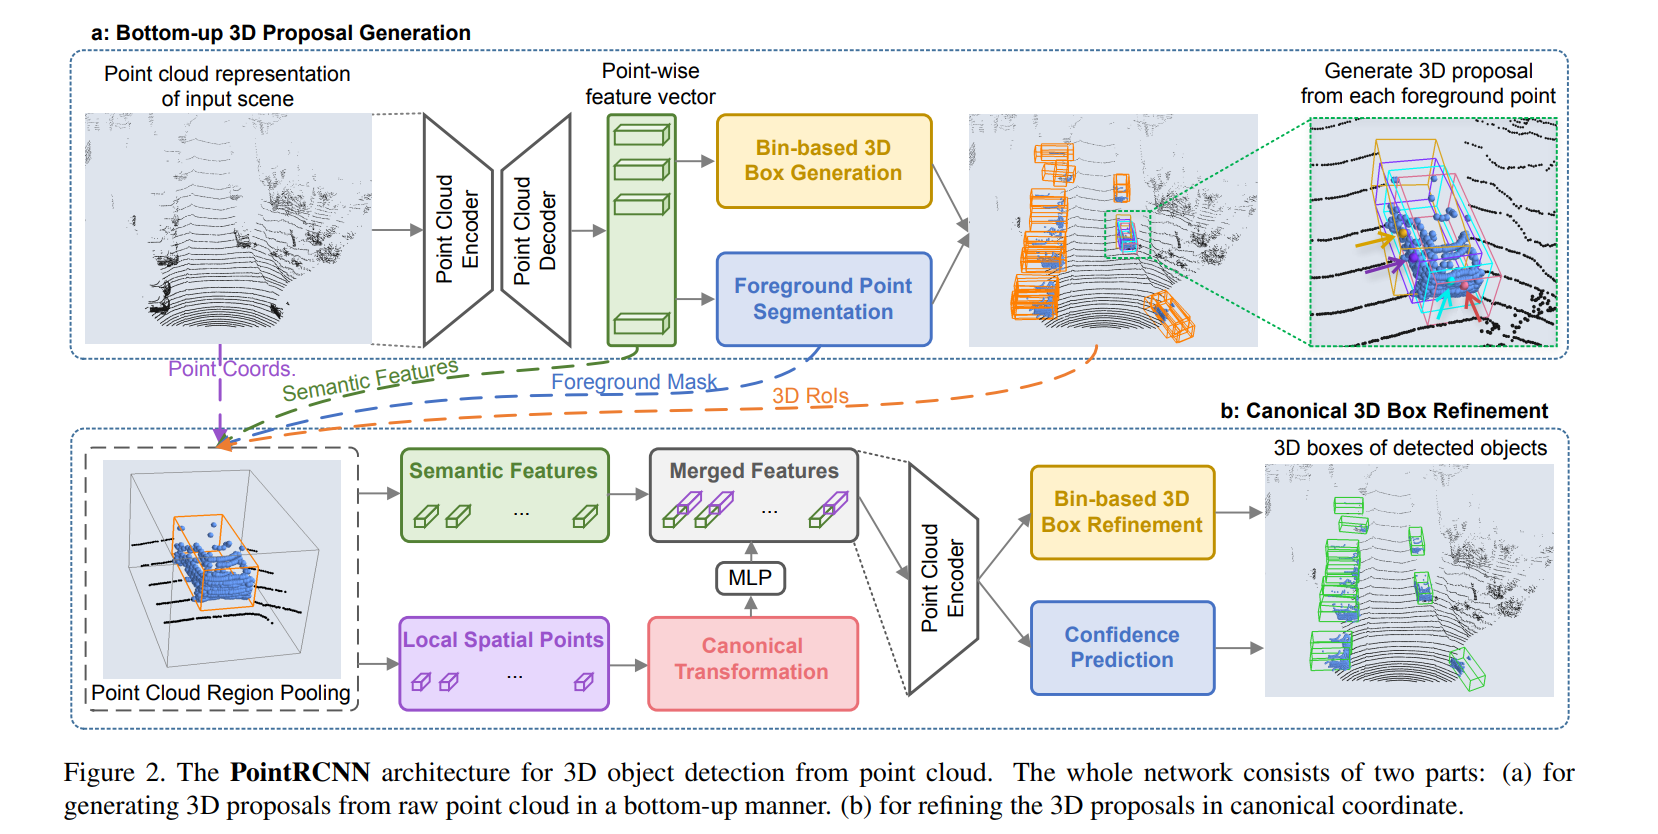 a: Bottom-up 3D Proposal Generation
Point cloud representation
of input scene
Point-wise
feature vector
Generate 3D proposal
from each foreground point
Point Cloud
Encoder
Point Cloud
Decoder
Bin-based 3D
Box Generation
Foreground Point
Segmentation
Point Coords.
Semantic Features
Foreground Mask
3D RoIs
b: Canonical 3D Box Refinement
3D boxes of detected objects
Semantic Features
...
Merged Features
...
MLP
Local Spatial Points
...
Canonical
Transformation
Point Cloud
Encoder
Bin-based 3D
Box Refinement
Confidence
Prediction
Point Cloud Region Pooling
Figure 2. The PointRCNN architecture for 3D object detection from point cloud. The whole network consists of two parts: (a) for
generating 3D proposals from raw point cloud in a bottom-up manner. (b) for refining the 3D proposals in canonical coordinate.